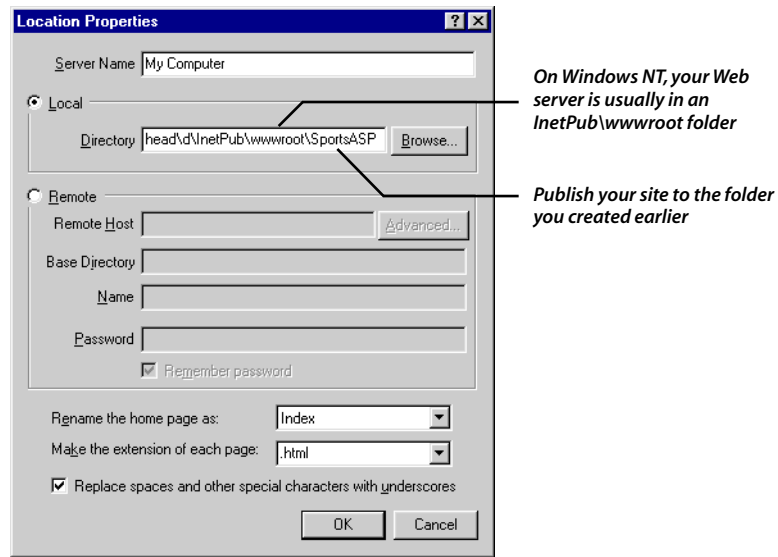 Location Properties
Server Name My Computer
Local
Directory head\d\InetPub\wwwroot\SportsASP Browse...
On Windows NT, your Web
server is usually in an
InetPub\wwwroot folder
Publish your site to the folder
you created earlier
Remote
Remote Host Advanced...
Base Directory
Name
Password
Remember password
Rename the home page as: Index
Make the extension of each page: .html
Replace spaces and other special characters with underscores
OK Cancel